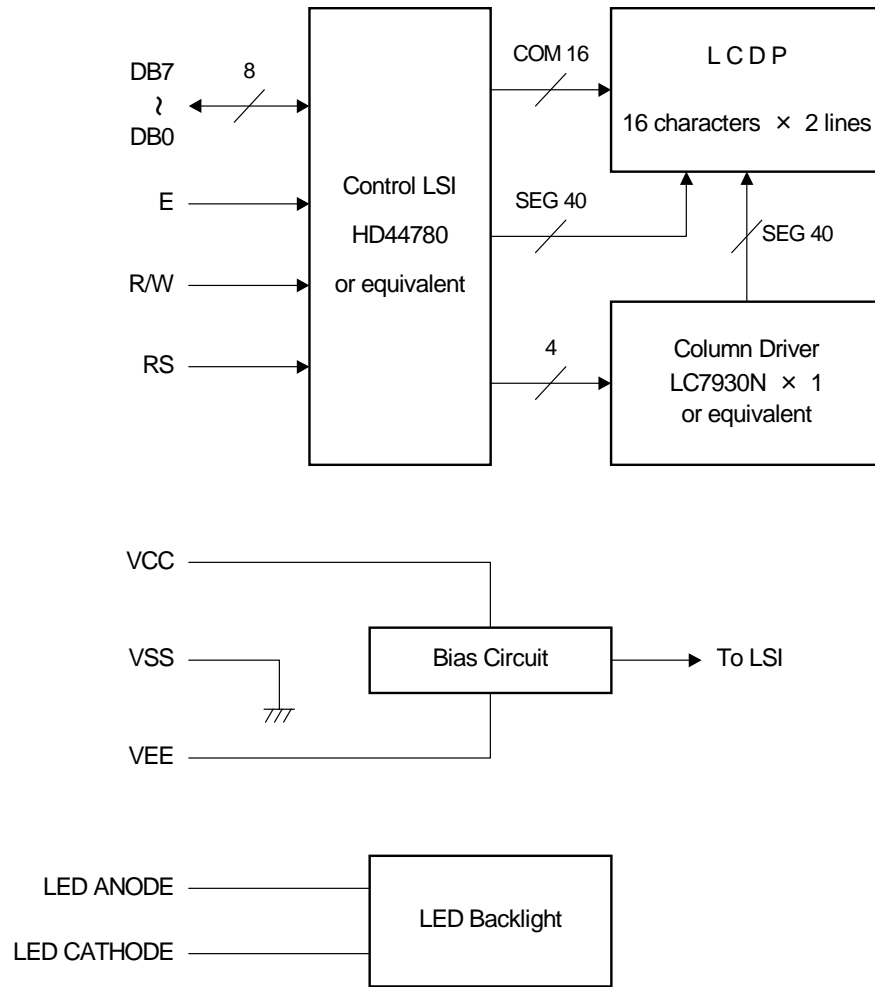 DB7
~
DB0
8
E
R/W
RS
Control LSI
HD44780
or equivalent
COM 16
SEG 40
4
L C D P
16 characters × 2 lines
SEG 40
Column Driver
LC7930N × 1
or equivalent
VCC
VSS
VEE
Bias Circuit
To LSI
LED ANODE
LED CATHODE
LED Backlight